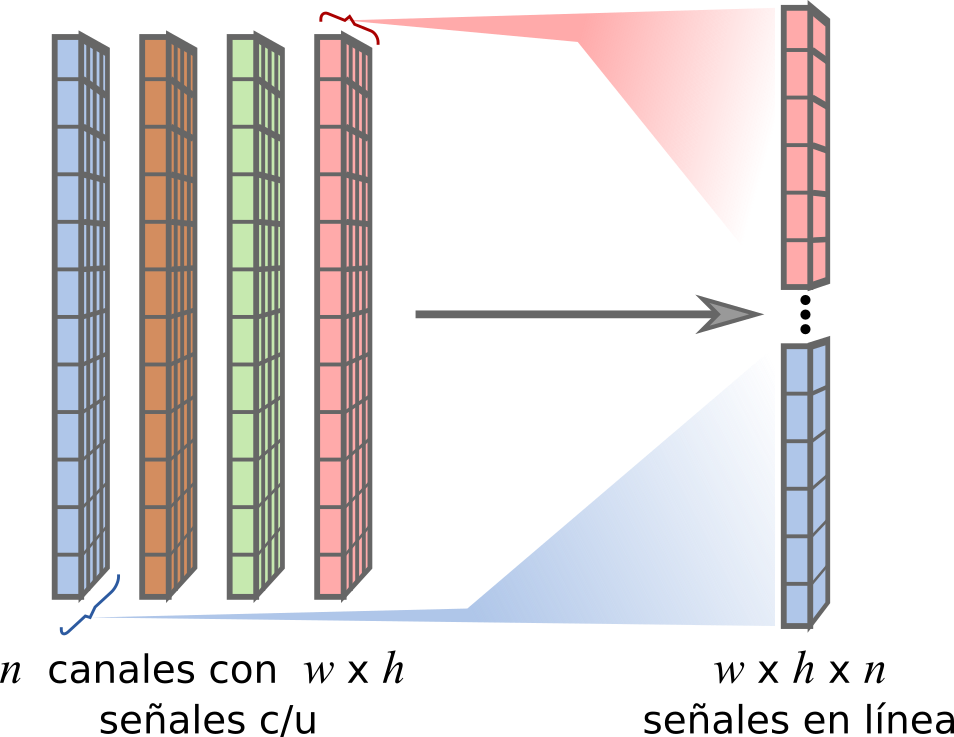 n canales con w x h
señales c/u
w x h x n
señales en línea